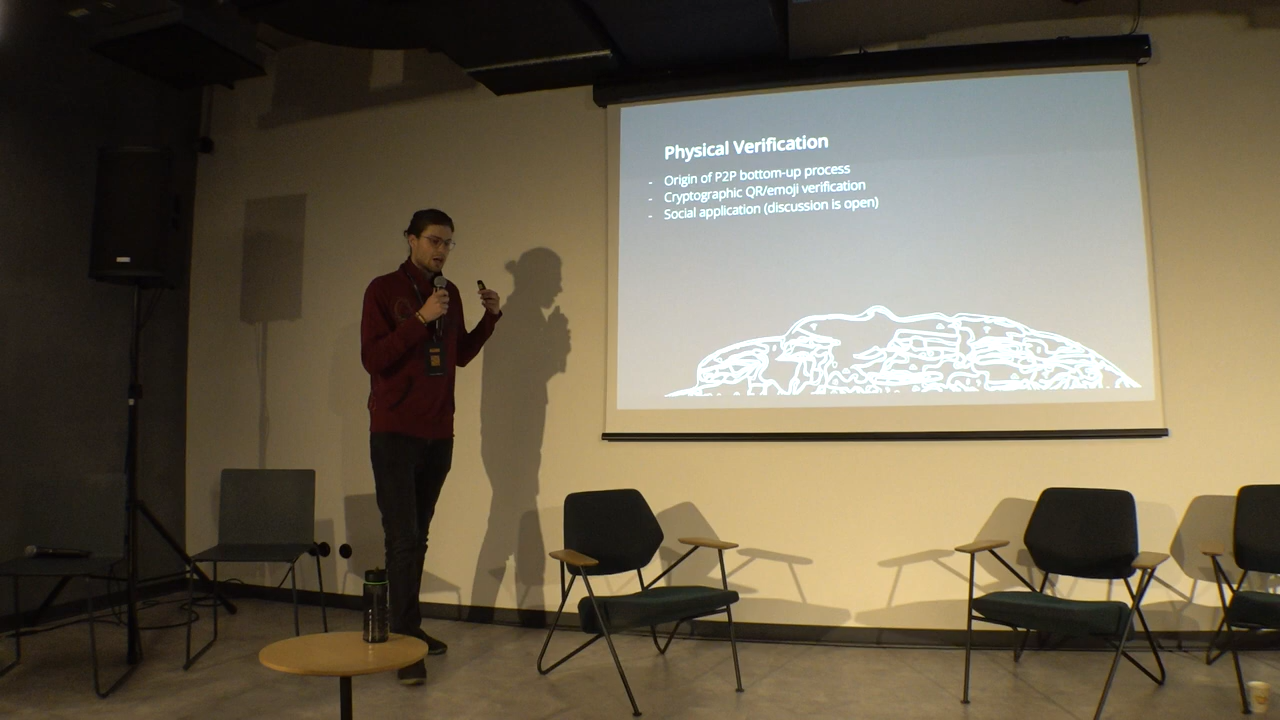 Physical Verification
- Origin of P2P bottom-up process
- Cryptographic QR/emoji verification
- Social application (discussion is open)